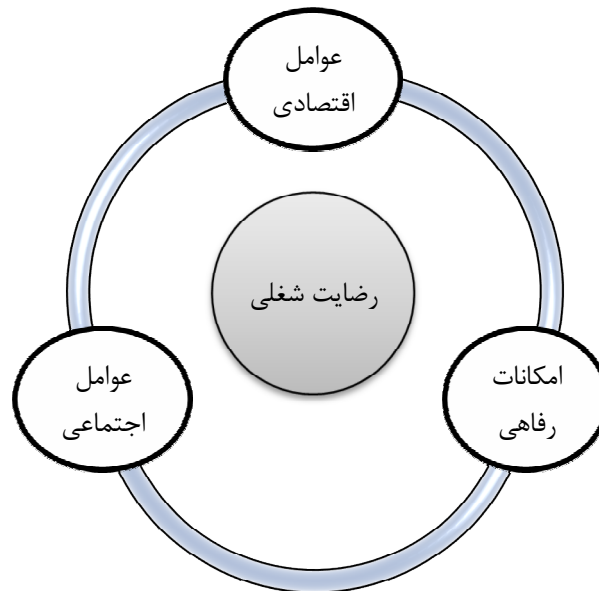 عوامل
اقتصادی
رضایت شغلی
امکانات
رفاهی
عوامل
اجتماعی